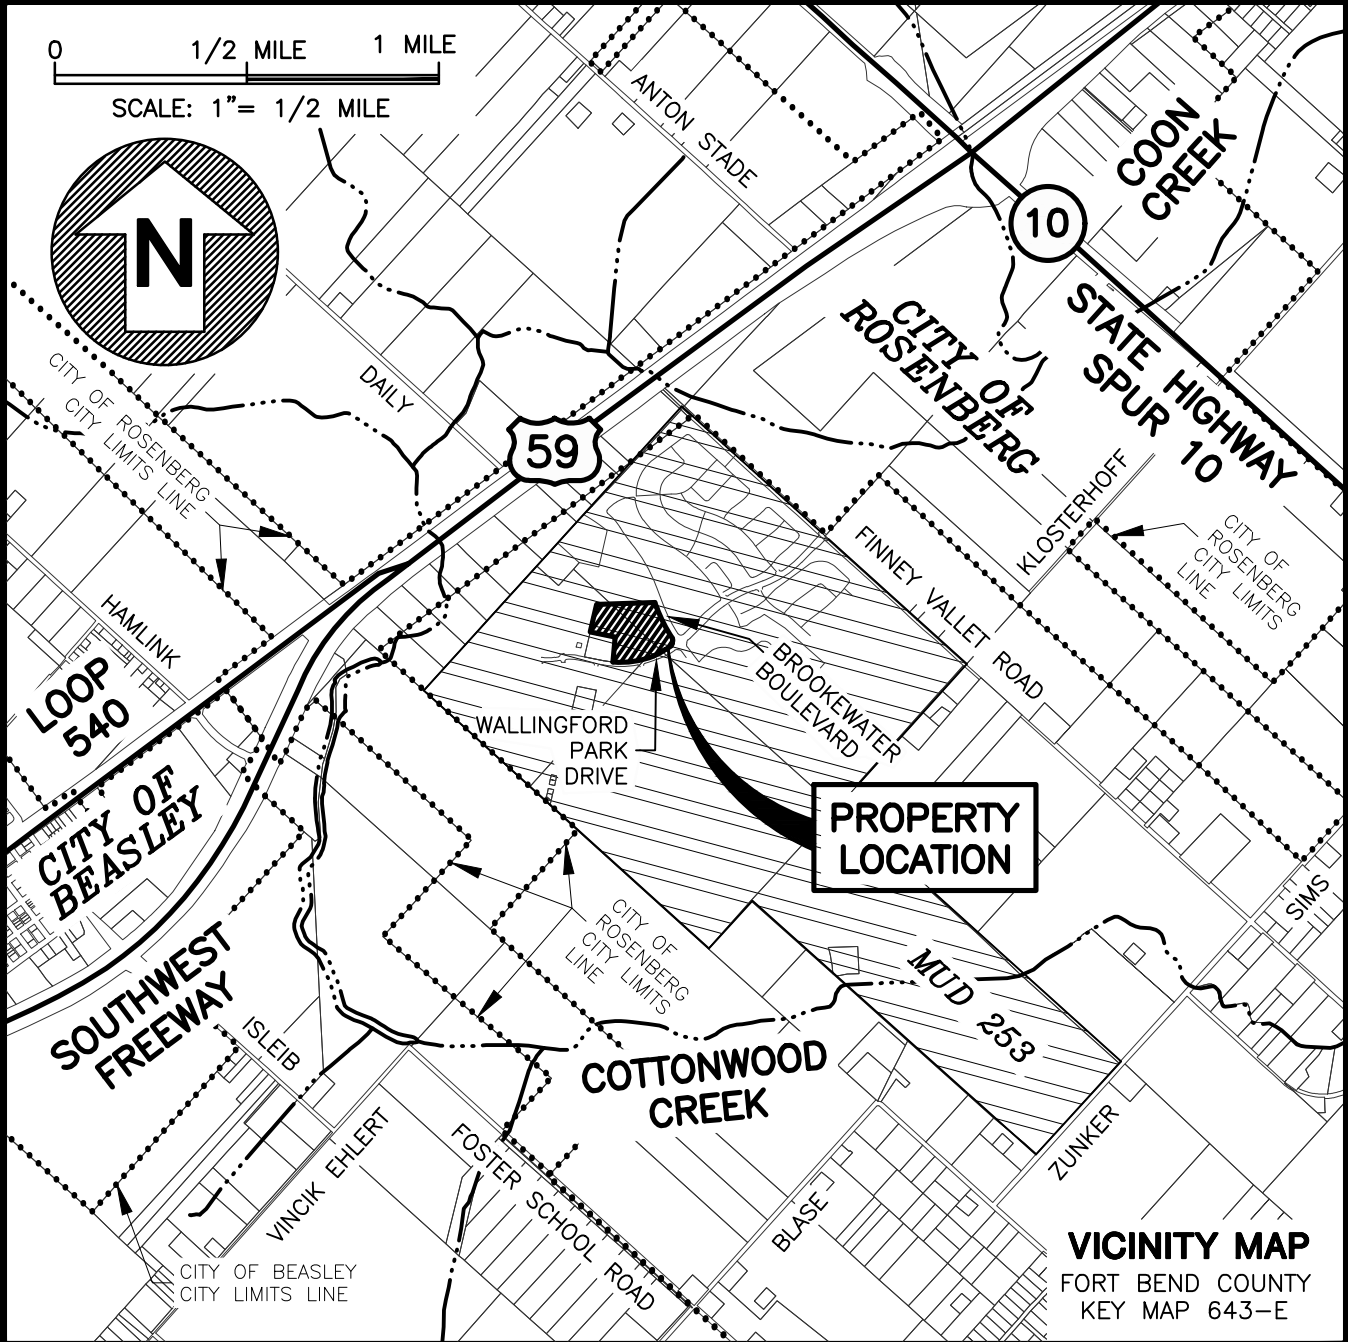 0 1/2 MILE 1 MILE
SCALE: 1"= 1/2 MILE
N
ANTON STADE
COON
CREEK
10
CITY OF
ROSENBERG
STATE HIGHWAY
SPUR 10
CITY OF ROSENBERG
CITY LIMITS
LINE
DAILY
59
KLOSTERHOFF
CITY OF
ROSENBERG
CITY LIMITS
LINE
FINNEY VALLET ROAD
HAMLINK
LOOP
540
BROOKEWATER
BOULEVARD
WALLINGFORD
PARK
DRIVE
CITY OF
BEASLEY
PROPERTY
LOCATION
SIMS
CITY OF
ROSENBERG
CITY LIMITS
LINE
SOUTHWEST
FREEWAY
MUD 253
ISLEIB
COTTONWOOD
CREEK
VINCIK EHLERT
FOSTER SCHOOL ROAD
ZUNKER
BLASE
CITY OF BEASLEY
CITY LIMITS LINE
VICINITY MAP
FORT BEND COUNTY
KEY MAP 643-E